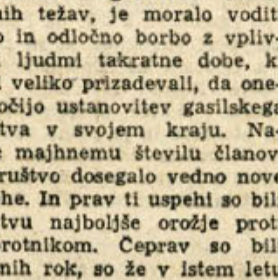 nih težav, je moralo vodit
o in odločno borbo z vpliv-
ljudmi takratne dobe, k
i veliko prizadevali, da one-
očijo ustanovitev gasilskega
tva v svojem kraju. Na-
majhnemu številu članov
ruštvo dosegalo vedno nove
he. In prav ti uspehi so bil
tvu najboljše orožje prot
protnikom. Čeprav so bil
nih rok, so že v istem let